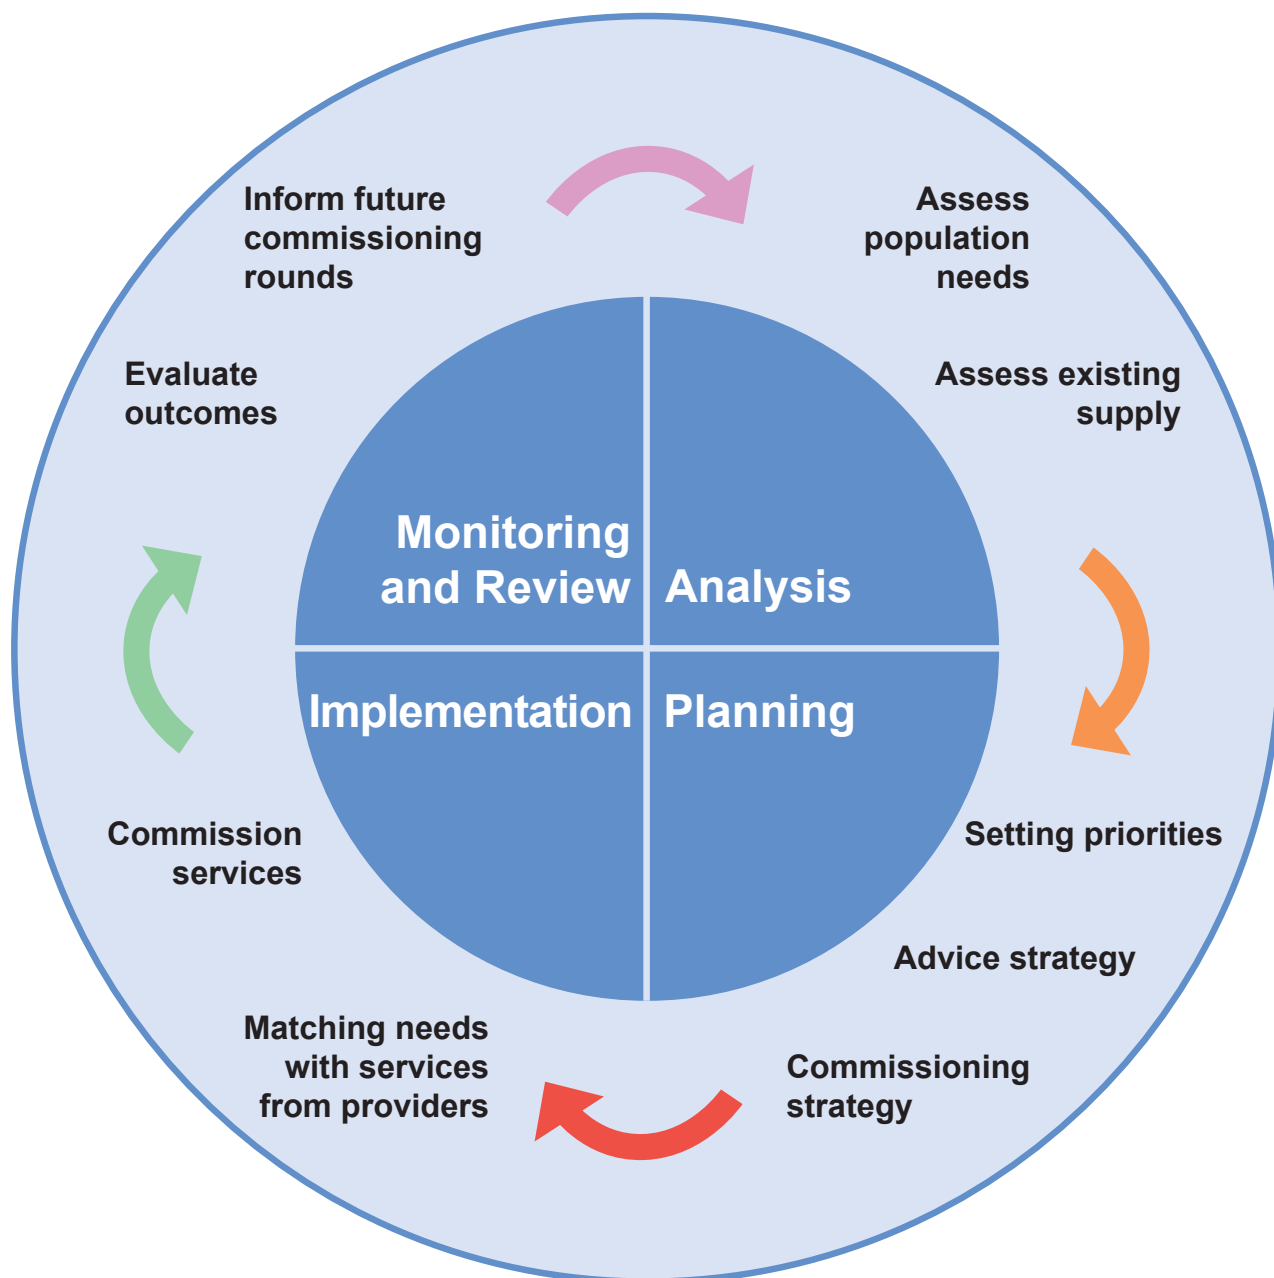 Inform future
commissioning
rounds
Assess
population
needs
Evaluate
outcomes
Assess existing
supply
Monitoring
and Review
Analysis
Implementation
Planning
Commission
services
Setting priorities
Advice strategy
Matching needs
with services
from providers
Commissioning
strategy